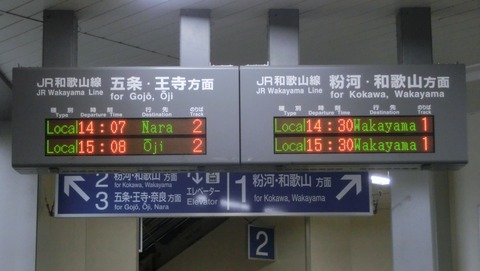 JR和歌山線 五条・王寺方面
JR Wakayama Line for Gojō, Ōji
種別 時刻 行先 のりば
Type Departure Time Destination Track
Local 14:07 Nara 2
Local 15:08 Ōji 2
JR和歌山線 粉河・和歌山方面
JR Wakayama Line for Kokawa, Wakayama
種別 時刻 行先 のりば
Type Departure Time Destination Track
Local 14:30 Wakayama 1
Local 15:30 Wakayama 1
2 粉河・和歌山 方面
for Kokawa, Wakayama
3 五条・王寺・奈良 方面
for Gojō, Ōji, Nara
エレベーター
Elevator
1 粉河・和歌山 方面
for Kokawa, Wakayama
2